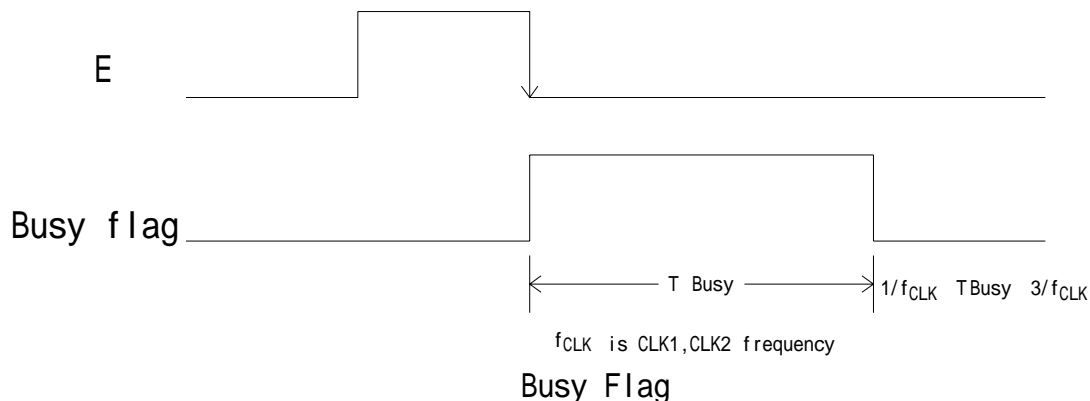 E
Busy flag
T Busy
1/fCLK TBusy 3/fCLK
fCLK is CLK1,CLK2 frequency
Busy Flag